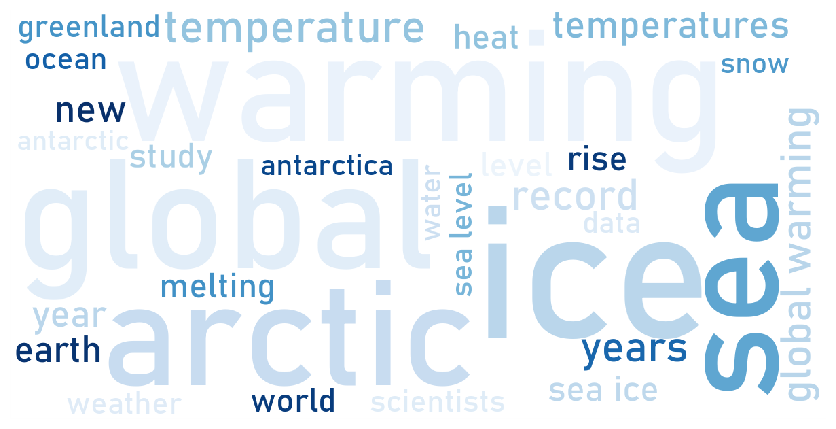 greenland
temperature
heat
temperatures
ocean
warming
snow
new
antarctic
study
antarctica
level
rise
global
water
sea level
record
data
ice
sea
global warming
melting
year
arctic
earth
years
weather
world
scientists
sea ice